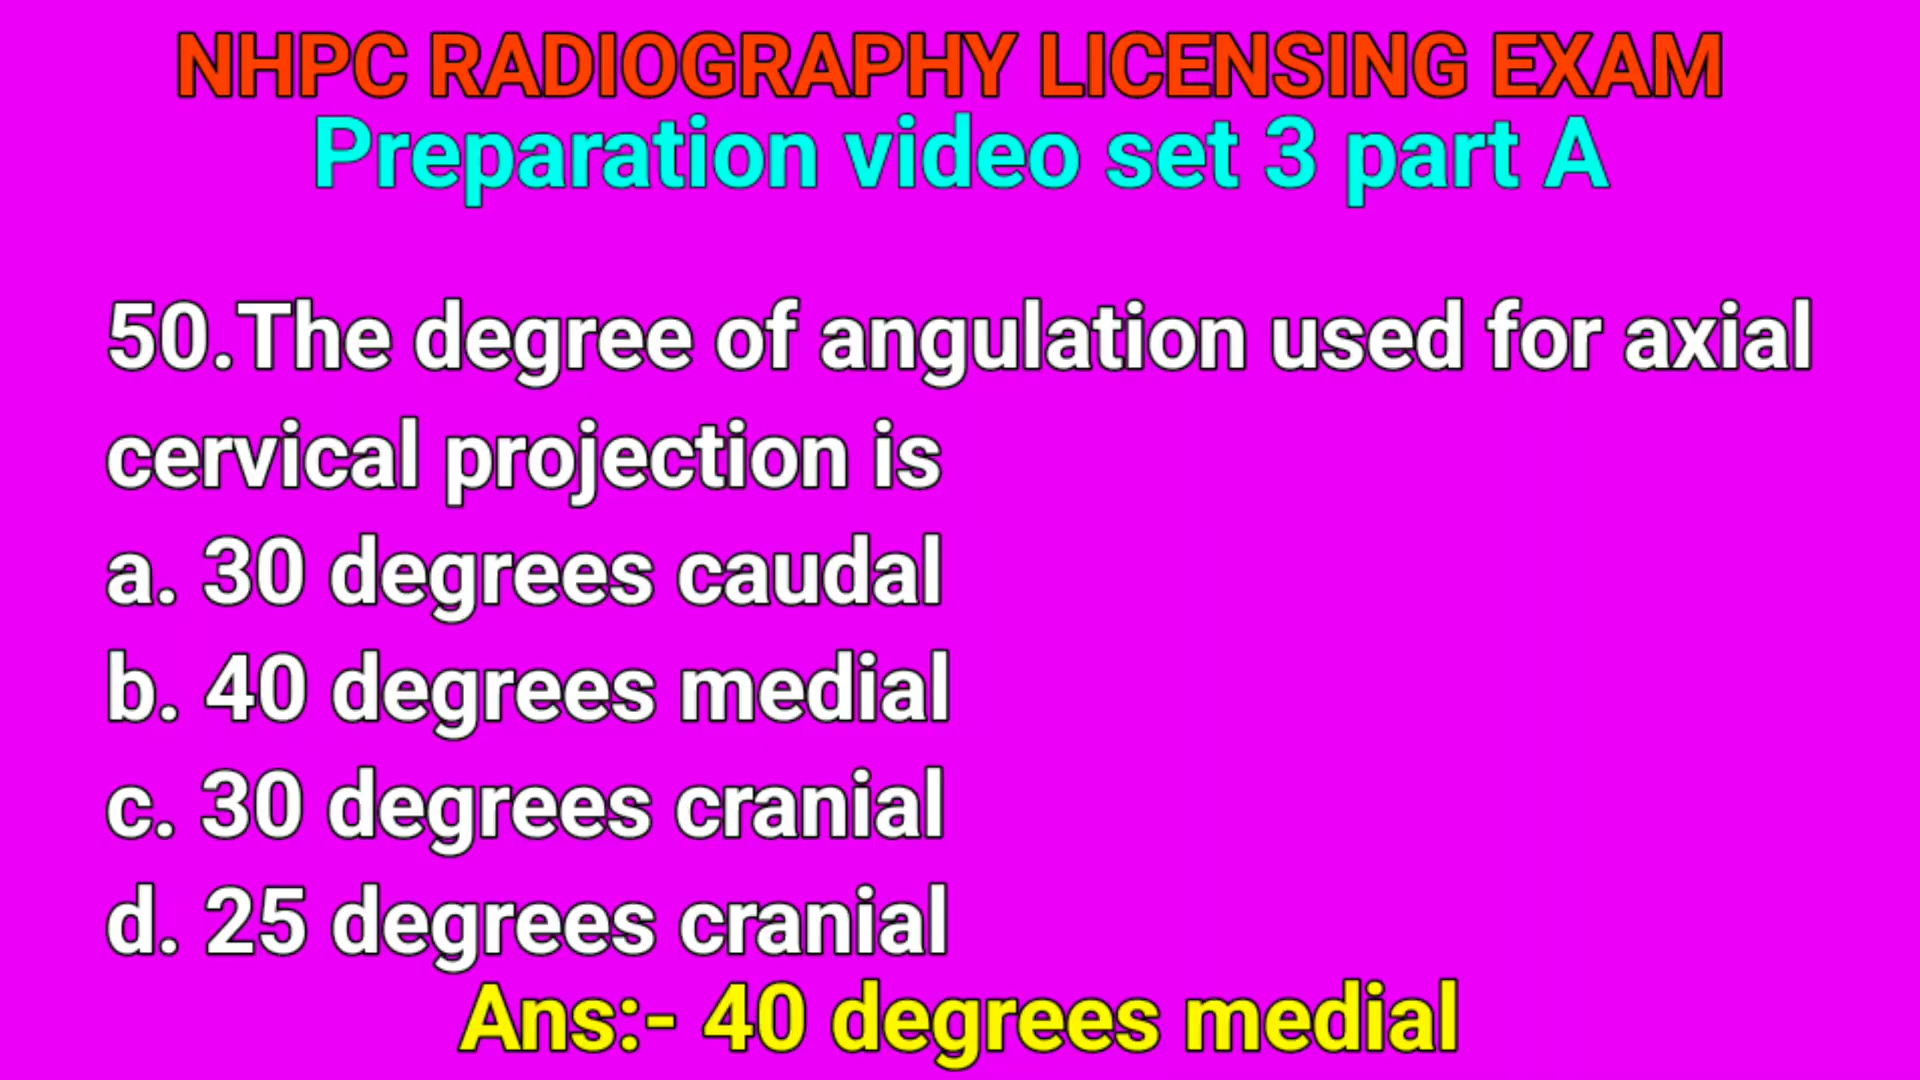 NHPC RADIOGRAPHY LICENSING EXAM
Preparation video set 3 part A
50.The degree of angulation used for axial
cervical projection is
a. 30 degrees caudal
b. 40 degrees medial
c. 30 degrees cranial
d. 25 degrees cranial
Ans:- 40 degrees medial